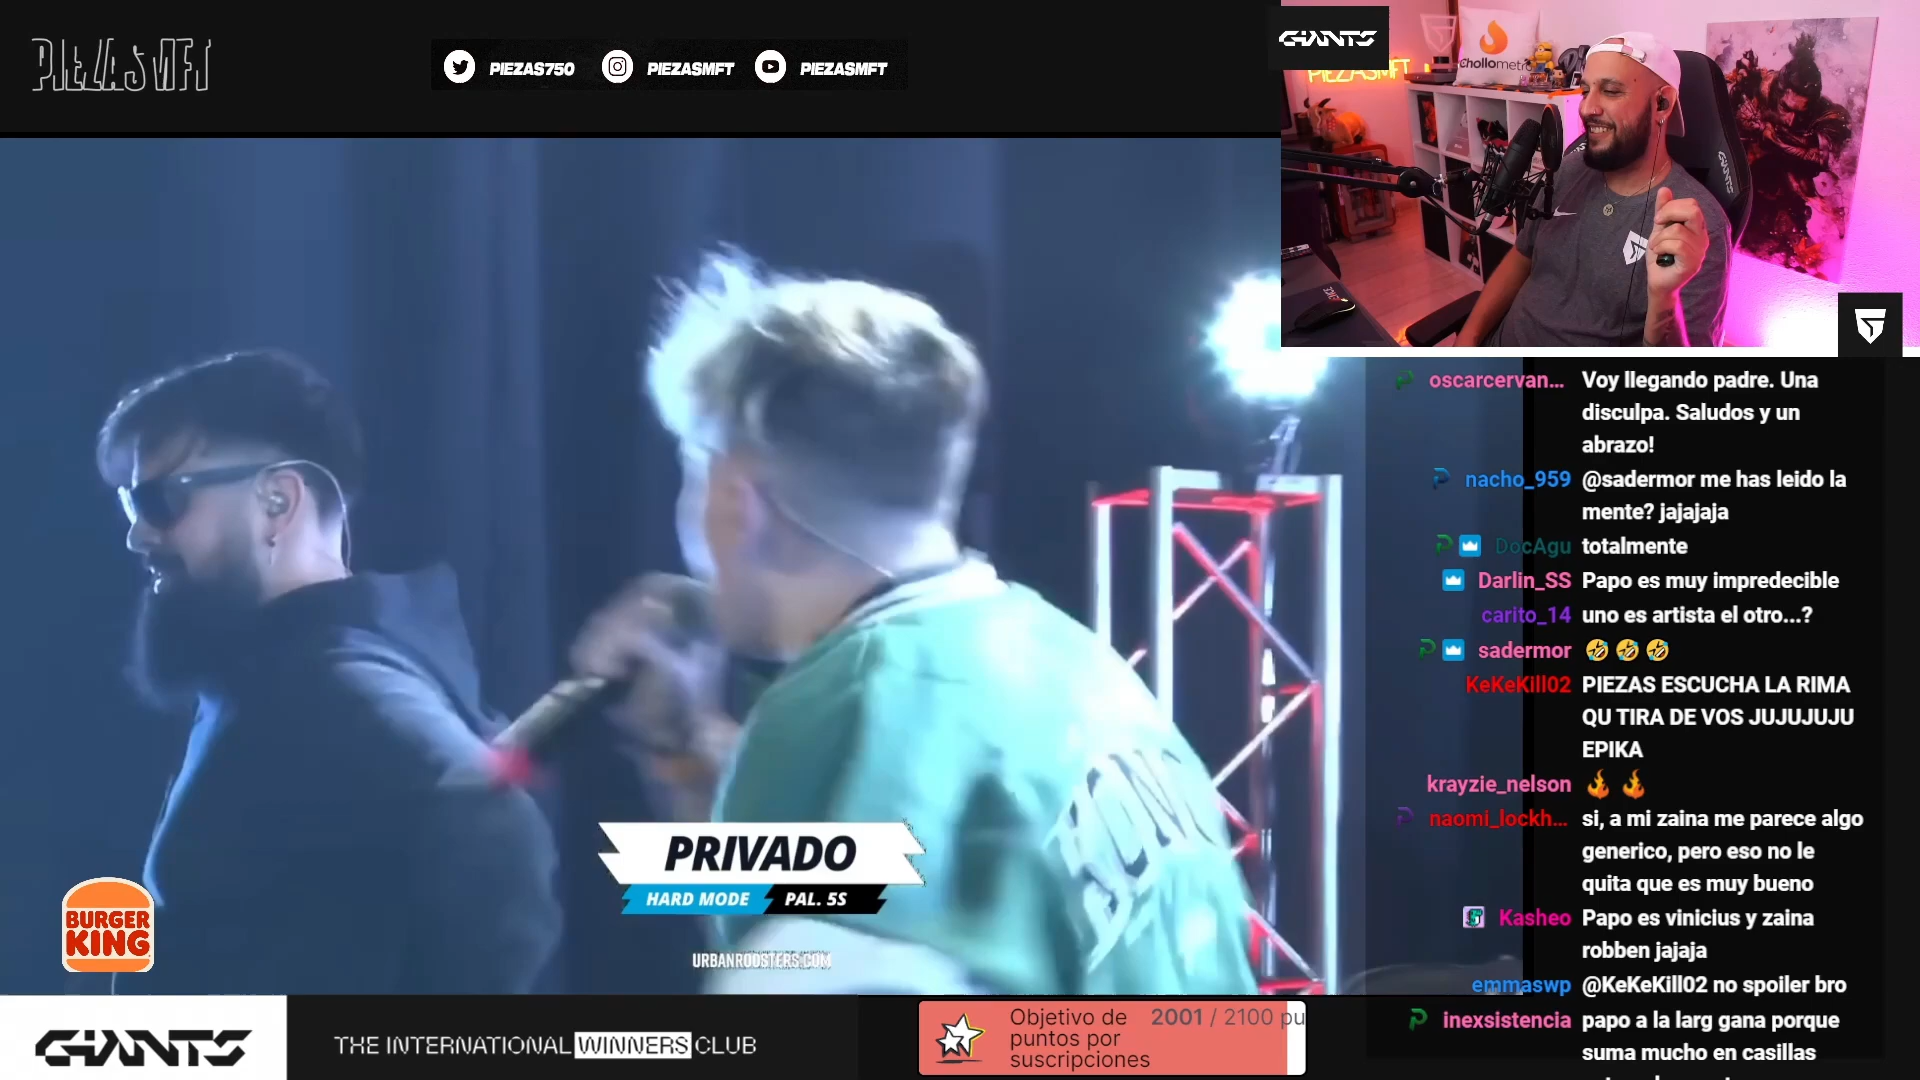 PIEZASMFT
PIEZAS750
PIEZASMFT
PIEZASMFT
GIANTS
PIEZASMFT
Chollometro
PRIVADO
HARD MODE
PAL. 5S
URBANROOSTERS.COM
BURGER
KING
oscarcervan... Voy llegando padre. Una
disculpa. Saludos y un
abrazo!
nacho_959 @sadermor me has leido la
mente? jajajaja
DocAgu totalmente
Darlin_SS Papo es muy impredecible
carito_14 uno es artista el otro...?
sadermor 🤣 🤣 🤣
KeKeKill02 PIEZAS ESCUCHA LA RIMA
QU TIRA DE VOS JUJUJUJU
EPIKA
krayzie_nelson 🔥 🔥
naomi_lockh... si, a mi zaina me parece algo
generico, pero eso no le
quita que es muy bueno
Kasheo Papo es vinicius y zaina
robben jajaja
emmaswp @KeKeKill02 no spoiler bro
inexsistencia papo a la larg gana porque
suma mucho en casillas
GIANTS
THE INTERNATIONAL WINNERS CLUB
Objetivo de
puntos por
suscripciones
2001 / 2100 pu